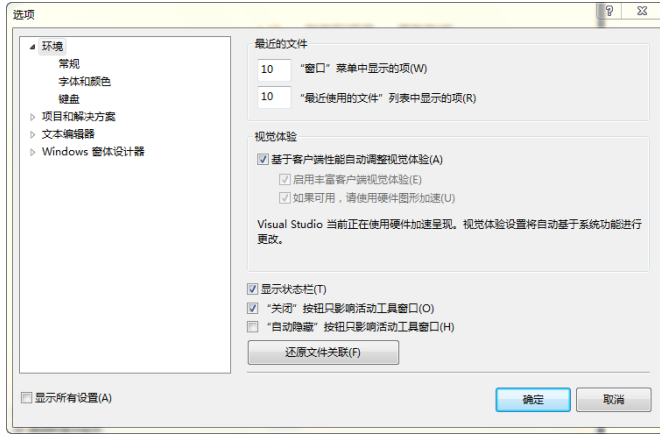 选项
环境
常规
字体和颜色
键盘
项目和解决方案
文本编辑器
Windows 窗体设计器
最近的文件
10 “窗口”菜单中显示的项(W)
10 “最近使用的文件”列表中显示的项(R)
视觉体验
基于客户端性能自动调整视觉体验(A)
启用丰富客户端视觉体验(E)
如果可用，请使用硬件图形加速(U)
Visual Studio 当前正在使用硬件加速呈现。视觉体验设置将自动基于系统功能进行
更改。
显示状态栏(T)
“关闭”按钮只影响活动工具窗口(O)
“自动隐藏”按钮只影响活动工具窗口(H)
还原文件关联(F)
显示所有设置(A)
确定 取消